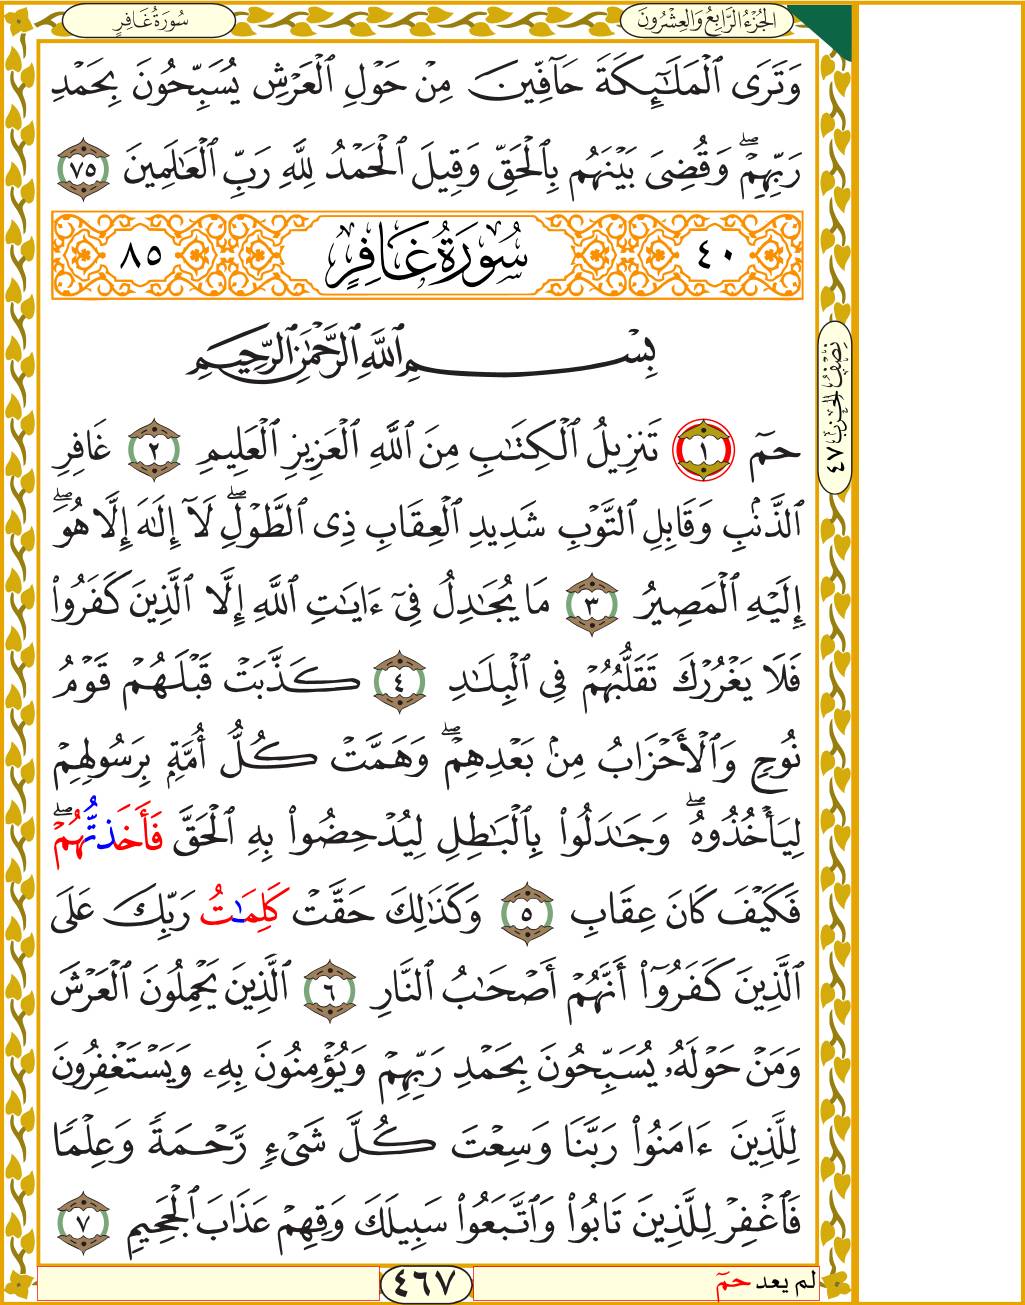 سُورَةُ غَافِرٍ
الجُزْءُ الرَّابِعُ وَالعِشْرُونَ
وَتَرَى ٱلْمَلَـٰٓئِكَةَ حَآفِّينَ مِنْ حَوْلِ ٱلْعَرْشِ يُسَبِّحُونَ بِحَمْدِ
رَبِّهِمْۖ وَقُضِىَ بَيْنَهُم بِٱلْحَقِّ وَقِيلَ ٱلْحَمْدُ لِلَّهِ رَبِّ ٱلْعَـٰلَمِينَ ٧٥
٤٠ سُورَةُ غَافِرٍ ٨٥
بِسْمِ ٱللَّهِ ٱلرَّحْمَـٰنِ ٱلرَّحِيمِ
حمٓ ١ تَنزِيلُ ٱلْكِتَـٰبِ مِنَ ٱللَّهِ ٱلْعَزِيزِ ٱلْعَلِيمِ ٢ غَافِرِ
ٱلذَّنۢبِ وَقَابِلِ ٱلتَّوْبِ شَدِيدِ ٱلْعِقَابِ ذِى ٱلطَّوْلِۖ لَآ إِلَـٰهَ إِلَّا هُوَۖ
إِلَيْهِ ٱلْمَصِيرُ ٣ مَا يُجَـٰدِلُ فِىٓ ءَايَـٰتِ ٱللَّهِ إِلَّا ٱلَّذِينَ كَفَرُوا۟
فَلَا يَغْرُرْكَ تَقَلُّبُهُمْ فِى ٱلْبِلَـٰدِ ٤ كَذَّبَتْ قَبْلَهُمْ قَوْمُ
نُوحٍ وَٱلْأَحْزَابُ مِنۢ بَعْدِهِمْۖ وَهَمَّتْ كُلُّ أُمَّةٍۭ بِرَسُولِهِمْ
لِيَأْخُذُوهُۖ وَجَـٰدَلُوا۟ بِٱلْبَـٰطِلِ لِيُدْحِضُوا۟ بِهِ ٱلْحَقَّ فَأَخَذتُّهُمْۖ
فَكَيْفَ كَانَ عِقَابِ ٥ وَكَذَٰلِكَ حَقَّتْ كَلِمَـٰتُ رَبِّكَ عَلَى
ٱلَّذِينَ كَفَرُوٓا۟ أَنَّهُمْ أَصْحَـٰبُ ٱلنَّارِ ٦ ٱلَّذِينَ يَحْمِلُونَ ٱلْعَرْشَ
وَمَنْ حَوْلَهُۥ يُسَبِّحُونَ بِحَمْدِ رَبِّهِمْ وَيُؤْمِنُونَ بِهِۦ وَيَسْتَغْفِرُونَ
لِلَّذِينَ ءَامَنُوا۟ رَبَّنَا وَسِعْتَ كُلَّ شَىْءٍ رَّحْمَةً وَعِلْمًا
فَٱغْفِرْ لِلَّذِينَ تَابُوا۟ وَٱتَّبَعُوا۟ سَبِيلَكَ وَقِهِمْ عَذَابَ ٱلْجَحِيمِ ٧
نِصْفُ الحِزْبِ ٤٧
لم يعد حمٓ
٤٦٧